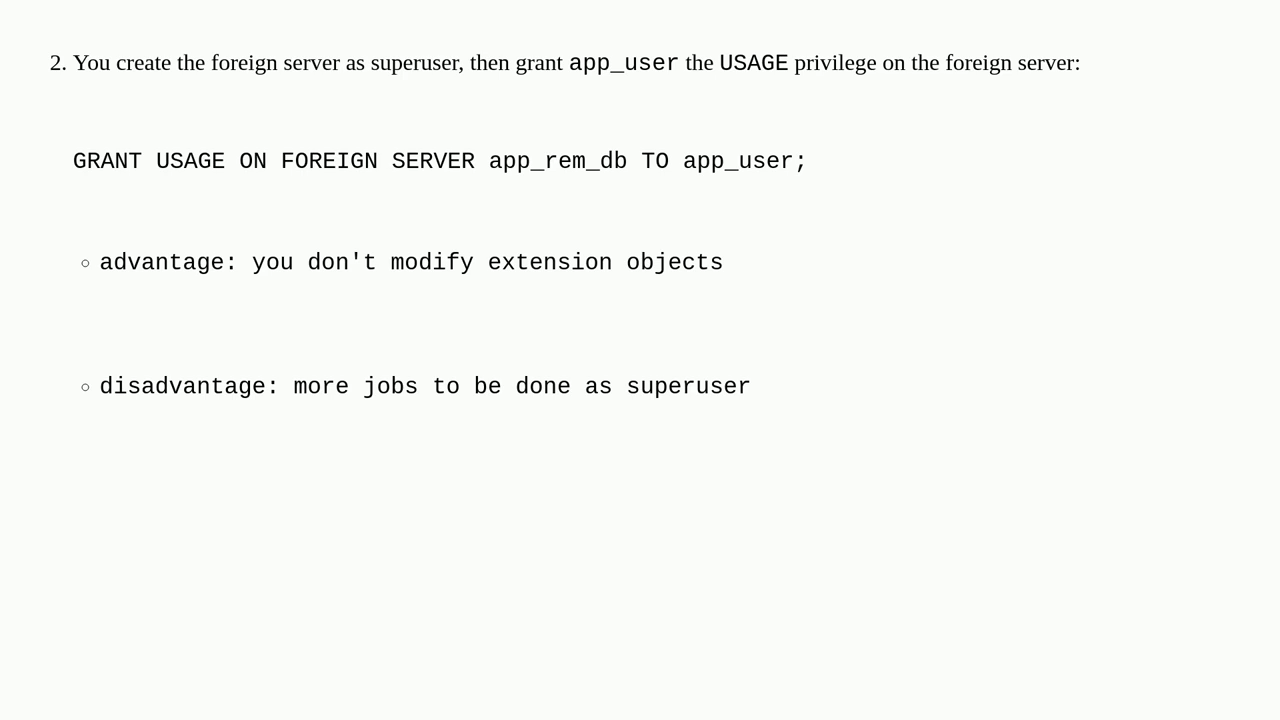 2. You create the foreign server as superuser, then grant app_user the USAGE privilege on the foreign server:
GRANT USAGE ON FOREIGN SERVER app_rem_db TO app_user;
○ advantage: you don't modify extension objects
○ disadvantage: more jobs to be done as superuser